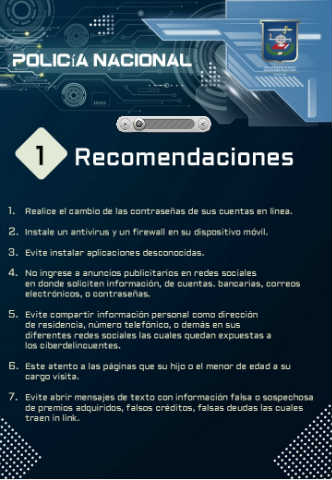 POLICíA NACIONAL
1
Recomendaciones
1. Realice el cambio de las contraseñas de sus cuentas en línea.
2. Instale un antivirus y un firewall en su dispositivo móvil.
3. Evite instalar aplicaciones desconocidas.
4. No ingrese a anuncios publicitarios en redes sociales
en donde soliciten información, de cuentas. bancarias, correos
electrónicos, o contraseñas.
5. Evite compartir información personal como dirección
de residencia, número telefónico, o demás en sus
diferentes redes sociales las cuales quedan expuestas a
los ciberdelincuentes.
6. Este atento a las páginas que su hijo o el menor de edad a su
cargo visita.
7. Evite abrir mensajes de texto con información falsa o sospechosa
de premios adquiridos, falsos créditos, falsas deudas las cuales
traen in link.